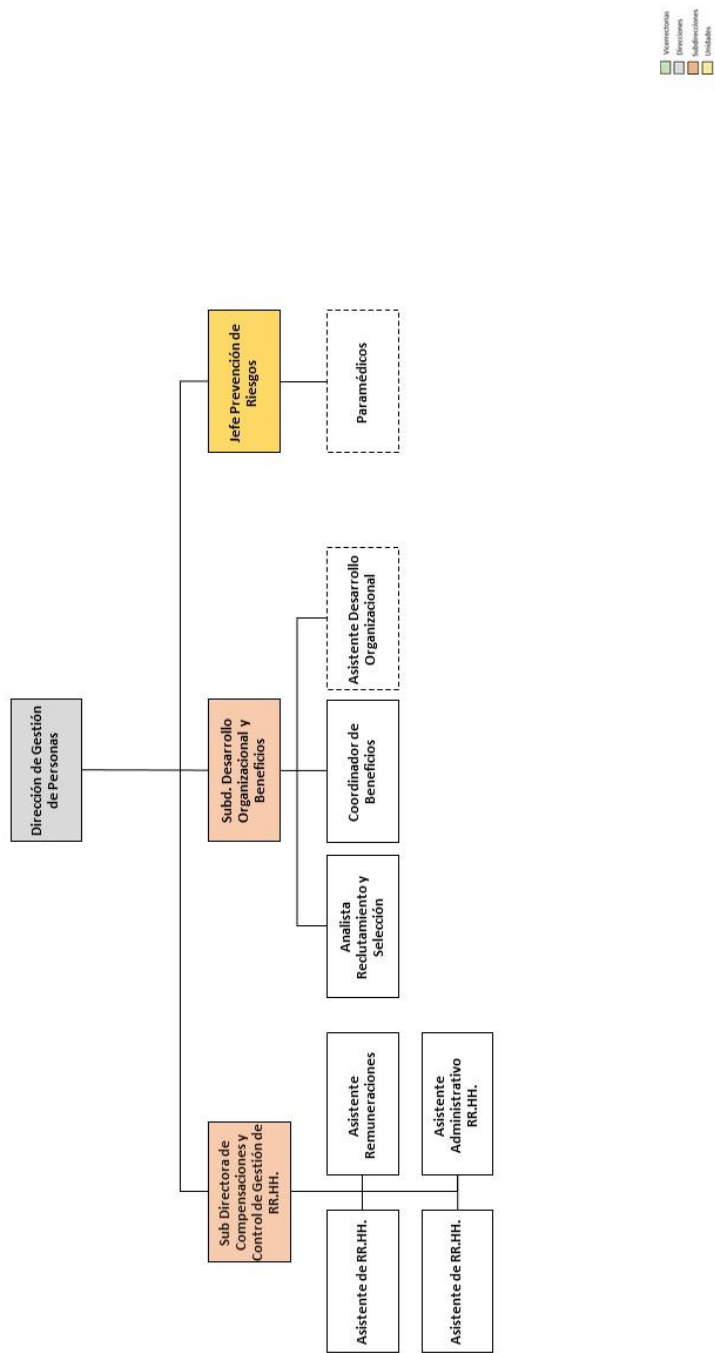 Dirección de Gestión
de Personas
Sub Directora de
Compensaciones y
Control de Gestión de
RR.HH.
Subd. Desarrollo
Organizacional y
Beneficios
Jefe Prevención de
Riesgos
Asistente de RR.HH.
Asistente
Remuneraciones
Analista
Reclutamiento y
Selección
Coordinador de
Beneficios
Asistente Desarrollo
Organizacional
Paramédicos
Asistente de RR.HH.
Asistente
Administrativo
RR.HH.
Vicerrectorias
Direcciones
Subdirecciones
Unidades